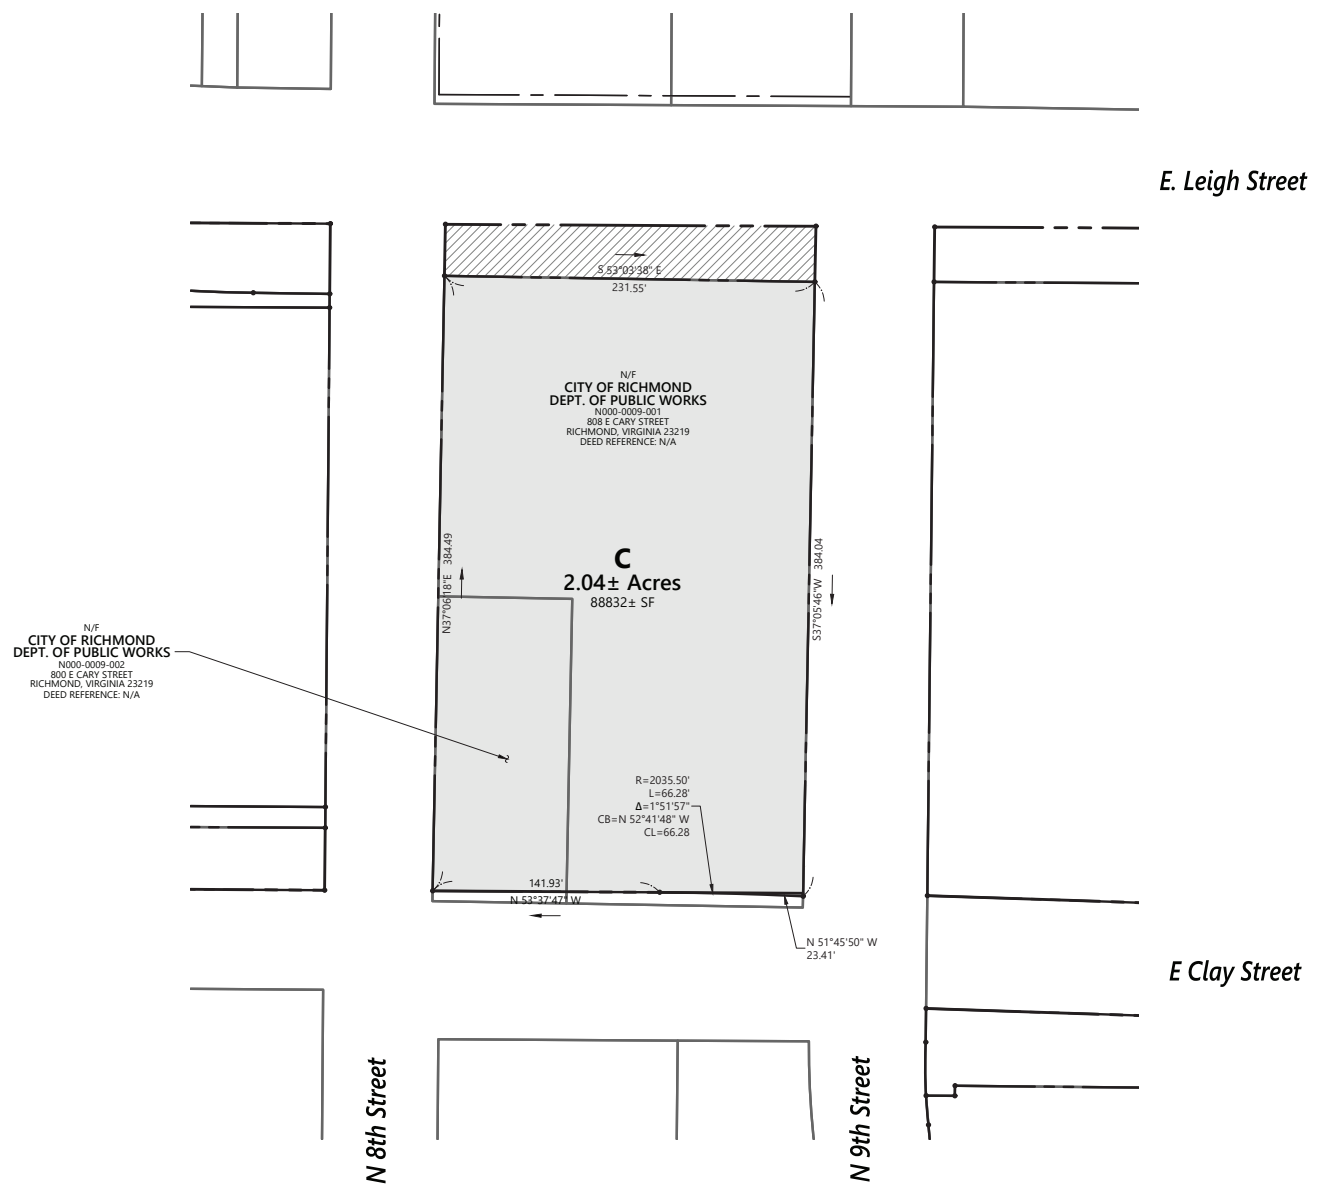 E. Leigh Street
S 53°03'38" E
231.55'
N/F
CITY OF RICHMOND
DEPT. OF PUBLIC WORKS
N000-0009-001
808 E CARY STREET
RICHMOND, VIRGINIA 23219
DEED REFERENCE: N/A
N37°06'18"E 384.49
S37°05'46"W 384.04
C
2.04± Acres
88832± SF
N/F
CITY OF RICHMOND
DEPT. OF PUBLIC WORKS
N000-0009-002
800 E CARY STREET
RICHMOND, VIRGINIA 23219
DEED REFERENCE: N/A
R=2035.50'
L=66.28'
Δ=1°51'57"
CB=N 52°41'48" W
CL=66.28
141.93'
N 53°37'47" W
N 51°45'50" W
23.41'
E Clay Street
N 8th Street
N 9th Street